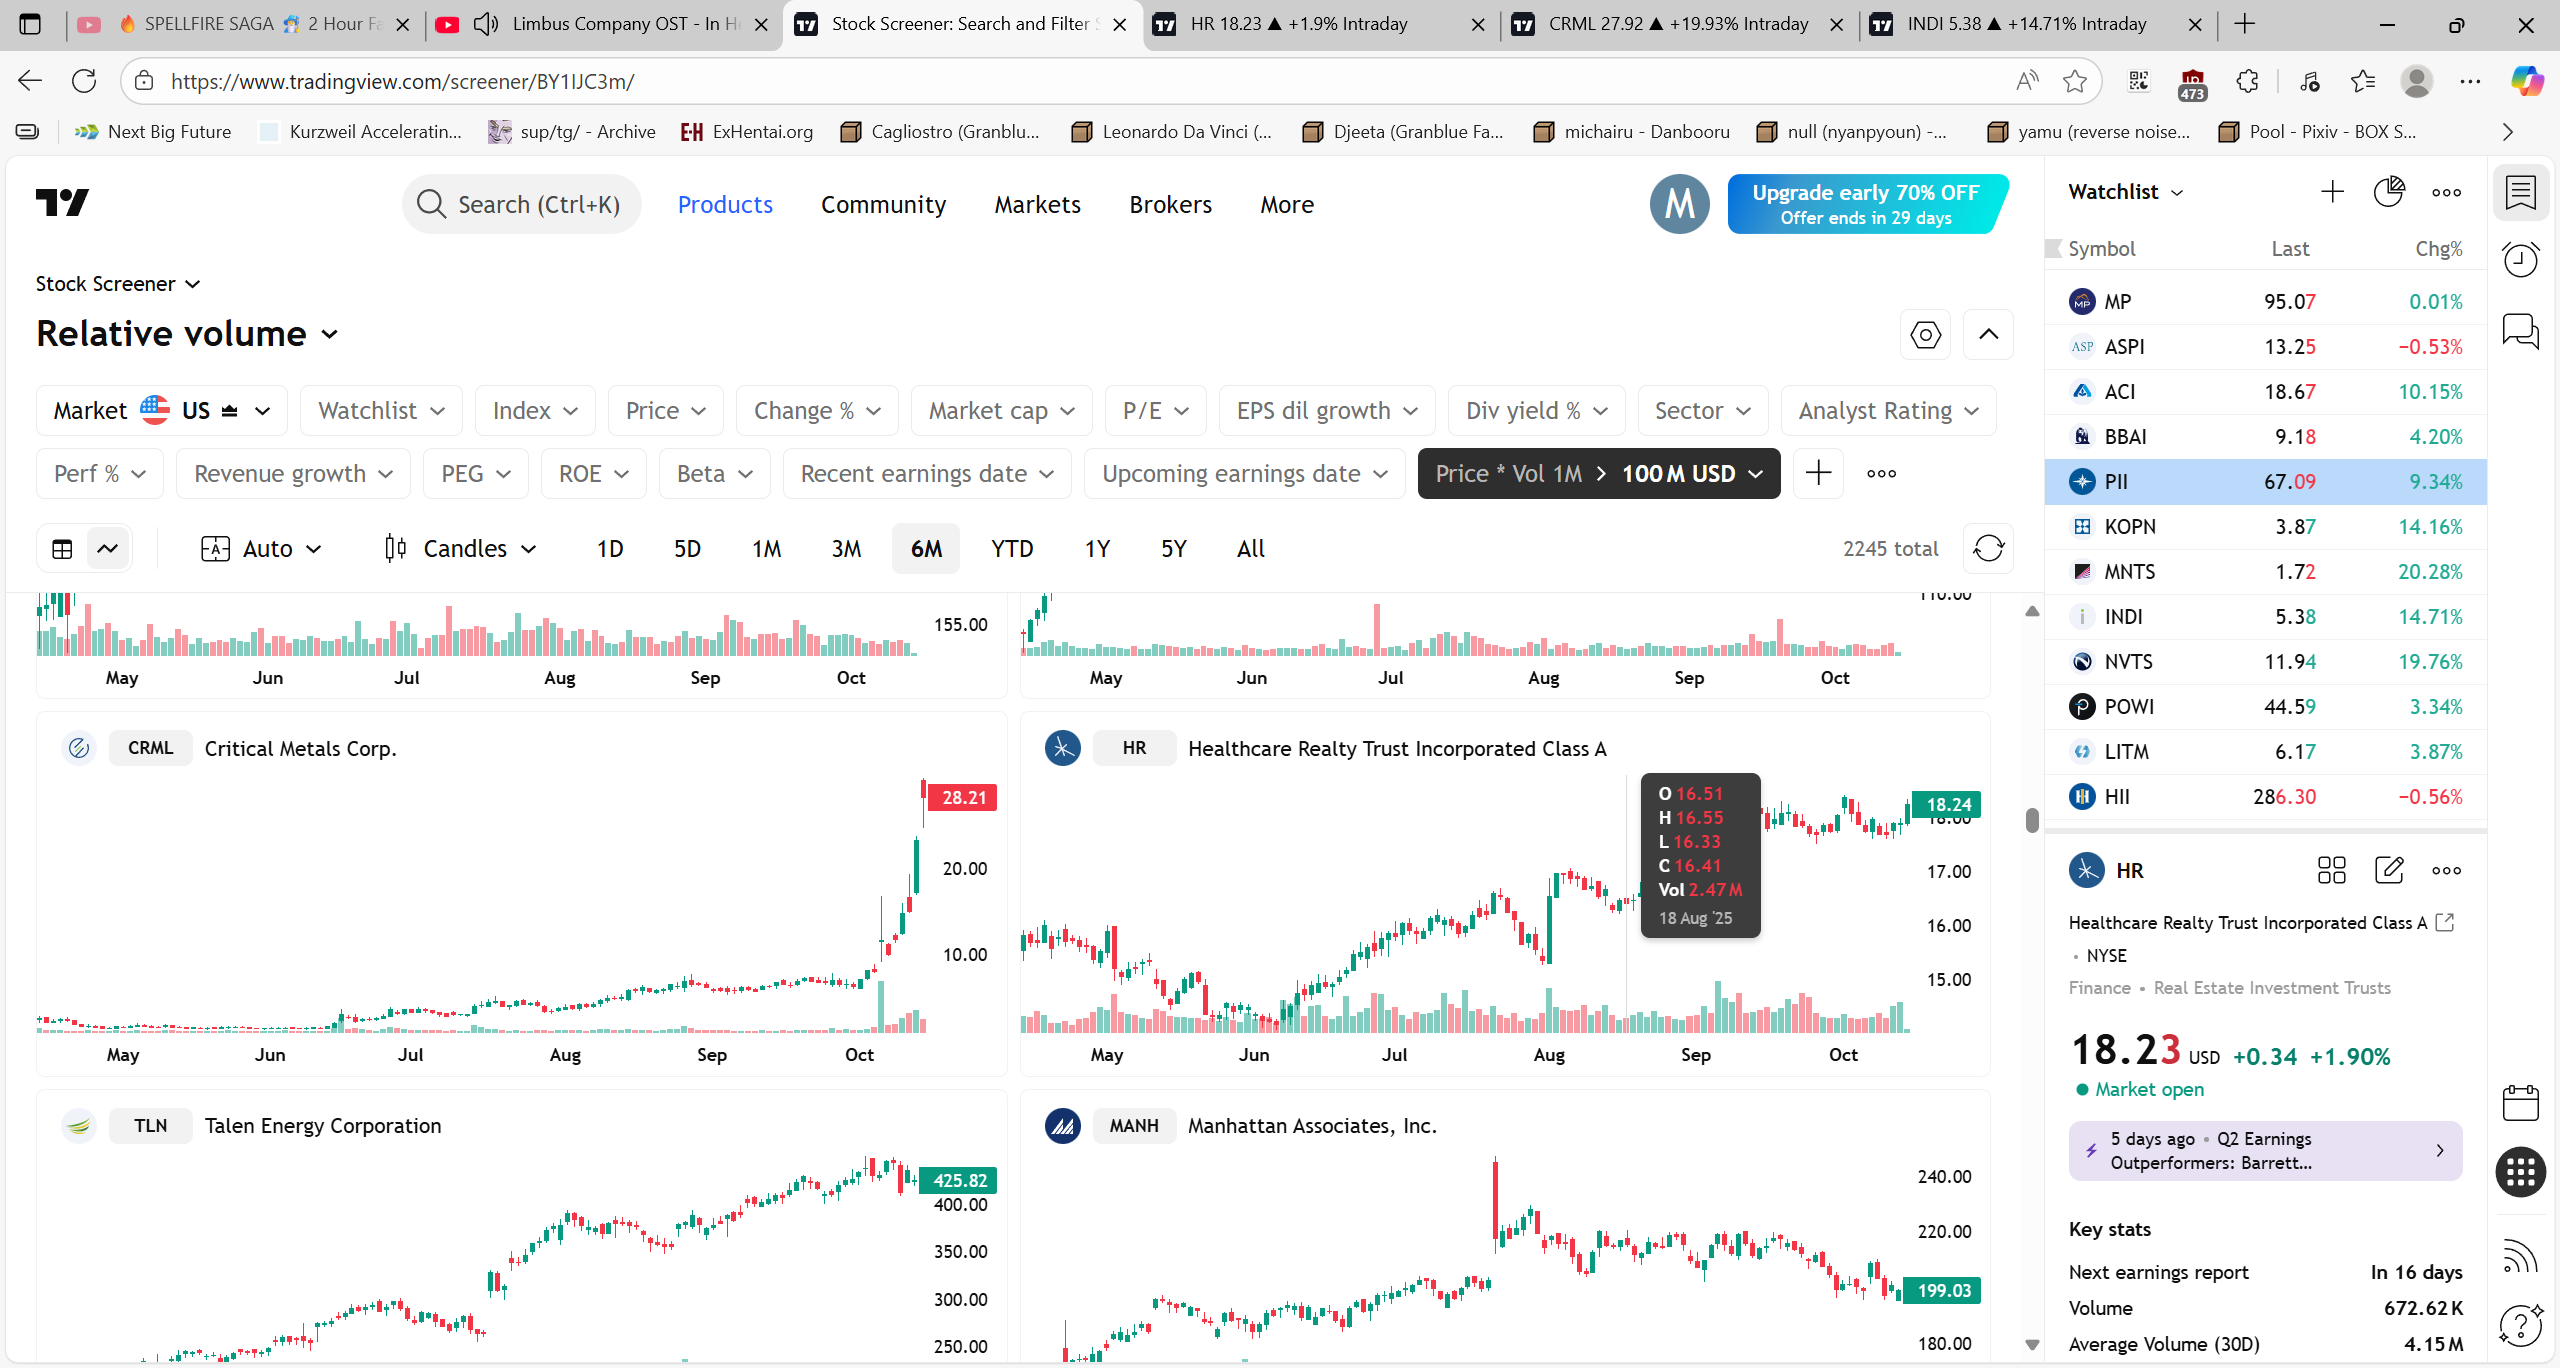 SPELLFIRE SAGA 2 Hour Fa
Limbus Company OST - In He
Stock Screener: Search and Filter S
HR 18.23 ▲ +1.9% Intraday
CRML 27.92 ▲ +19.93% Intraday
INDI 5.38 ▲ +14.71% Intraday
https://www.tradingview.com/screener/BY1IJC3m/
473
Next Big Future
Kurzweil Acceleratin...
sup/tg/ - Archive
E-H ExHentai.org
Cagliostro (Granblu...
Leonardo Da Vinci (...
Djeeta (Granblue Fa...
michairu - Danbooru
null (nyanpyoun) -...
yamu (reverse noise...
Pool - Pixiv - BOX S...
Search (Ctrl+K)
Products
Community
Markets
Brokers
More
M
Upgrade early 70% OFF
Offer ends in 29 days
Stock Screener
Relative volume
Market US
Watchlist
Index
Price
Change %
Market cap
P/E
EPS dil growth
Div yield %
Sector
Analyst Rating
Perf %
Revenue growth
PEG
ROE
Beta
Recent earnings date
Upcoming earnings date
Price * Vol 1M > 100 M USD
Auto
Candles
1D
5D
1M
3M
6M
YTD
1Y
5Y
All
2245 total
155.00
May Jun Jul Aug Sep Oct
110.00
May Jun Jul Aug Sep Oct
CRML Critical Metals Corp.
28.21
20.00
10.00
May Jun Jul Aug Sep Oct
HR Healthcare Realty Trust Incorporated Class A
O 16.51
H 16.55
L 16.33
C 16.41
Vol 2.47 M
18 Aug '25
18.24
18.00
17.00
16.00
15.00
May Jun Jul Aug Sep Oct
TLN Talen Energy Corporation
425.82
400.00
350.00
300.00
250.00
MANH Manhattan Associates, Inc.
240.00
220.00
199.03
180.00
Watchlist
Symbol Last Chg%
MP 95.07 0.01%
ASP ASPI 13.25 −0.53%
ACI 18.67 10.15%
BBAI 9.18 4.20%
PII 67.09 9.34%
KOPN 3.87 14.16%
MNTS 1.72 20.28%
INDI 5.38 14.71%
NVTS 11.94 19.76%
POWI 44.59 3.34%
LITM 6.17 3.87%
HII 286.30 −0.56%
HR
Healthcare Realty Trust Incorporated Class A
• NYSE
Finance • Real Estate Investment Trusts
18.23 USD +0.34 +1.90%
Market open
5 days ago • Q2 Earnings
Outperformers: Barrett...
Key stats
Next earnings report In 16 days
Volume 672.62 K
Average Volume (30D) 4.15 M